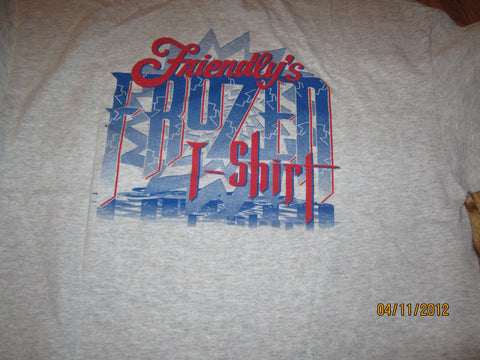 Friendly's
FROZEN
T-Shirt
04/11/2012